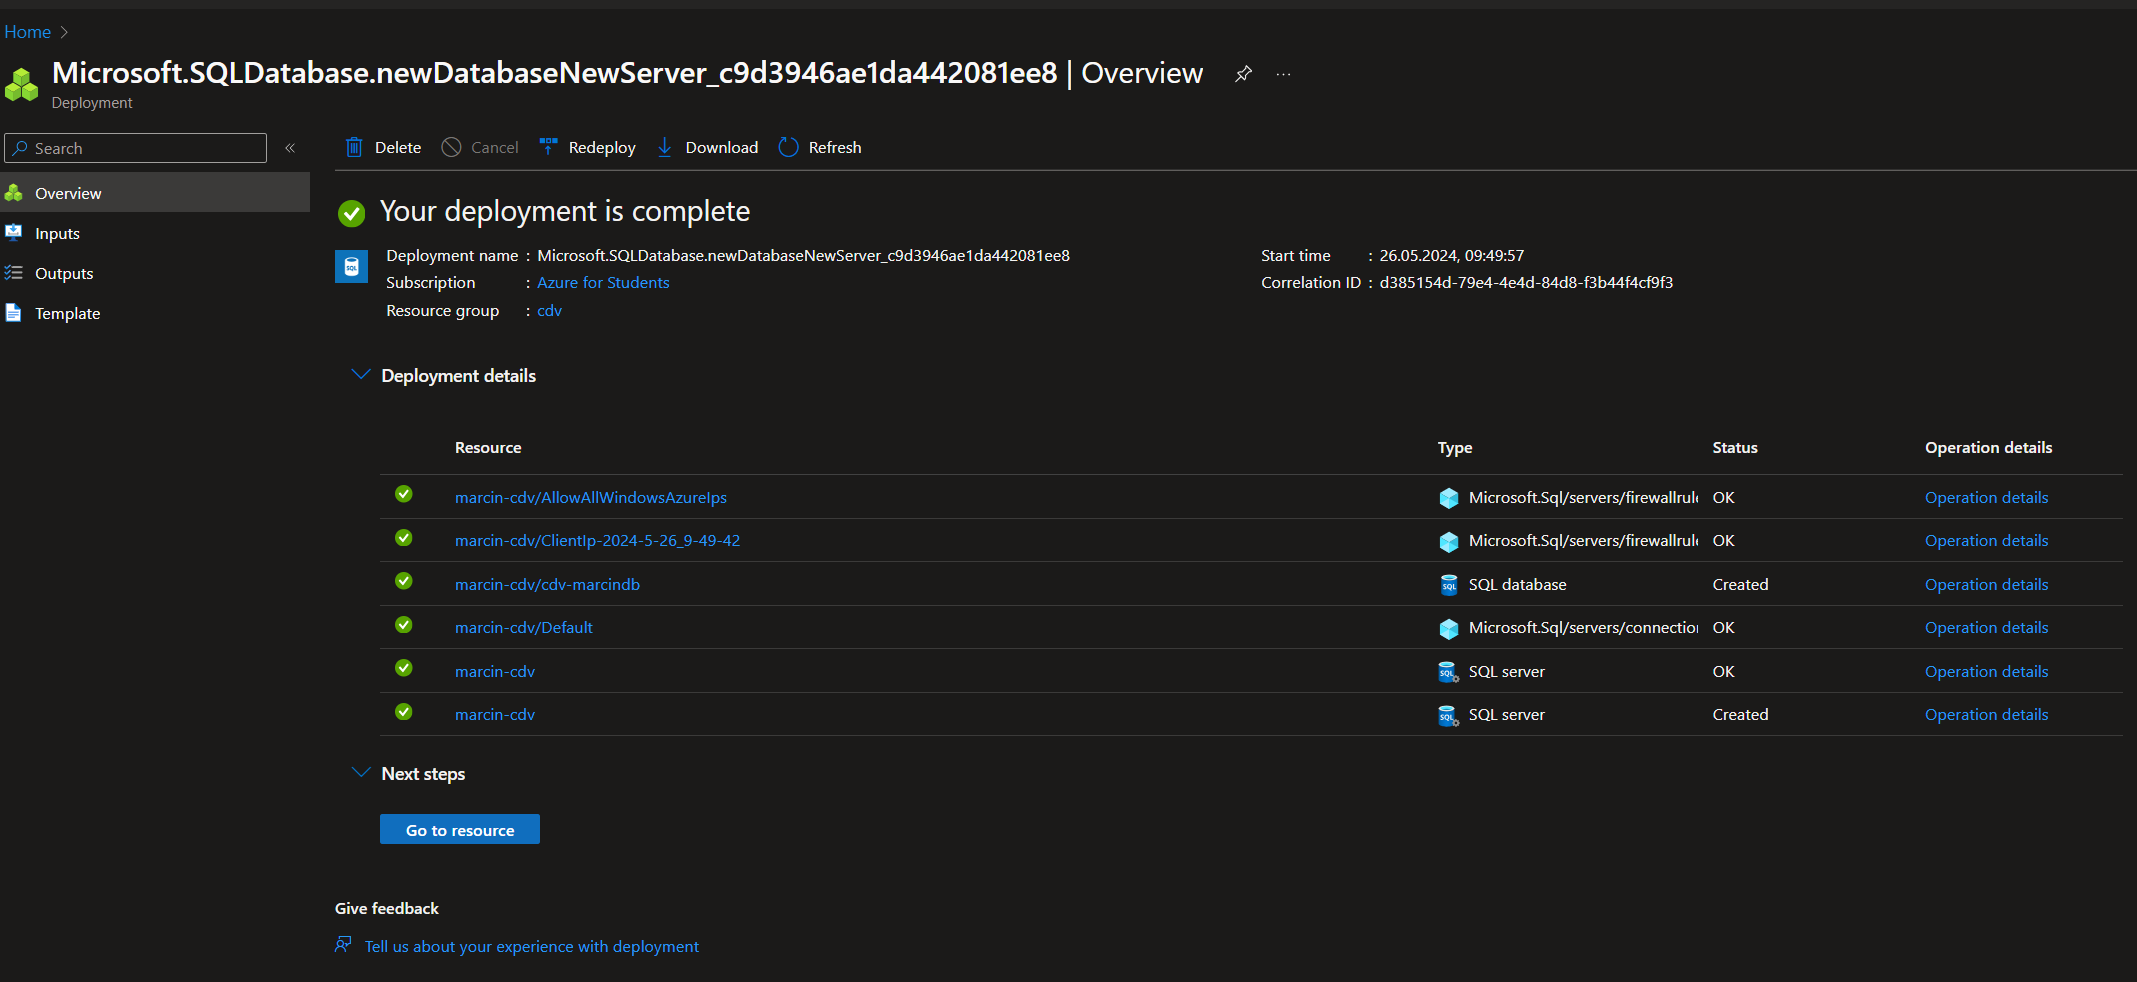 Home
Microsoft.SQLDatabase.newDatabaseNewServer_c9d3946ae1da442081ee8 | Overview
Deployment
Search
Delete Cancel Redeploy Download Refresh
Overview
Inputs
Outputs
Template
Your deployment is complete
Deployment name : Microsoft.SQLDatabase.newDatabaseNewServer_c9d3946ae1da442081ee8
Subscription : Azure for Students
Resource group : cdv
Start time : 26.05.2024, 09:49:57
Correlation ID : d385154d-79e4-4e4d-84d8-f3b44f4cf9f3
Deployment details
Resource Type Status Operation details
marcin-cdv/AllowAllWindowsAzureIps Microsoft.Sql/servers/firewallrule OK Operation details
marcin-cdv/ClientIp-2024-5-26_9-49-42 Microsoft.Sql/servers/firewallrule OK Operation details
marcin-cdv/cdv-marcindb SQL database Created Operation details
marcin-cdv/Default Microsoft.Sql/servers/connection OK Operation details
marcin-cdv SQL server OK Operation details
marcin-cdv SQL server Created Operation details
Next steps
Go to resource
Give feedback
Tell us about your experience with deployment